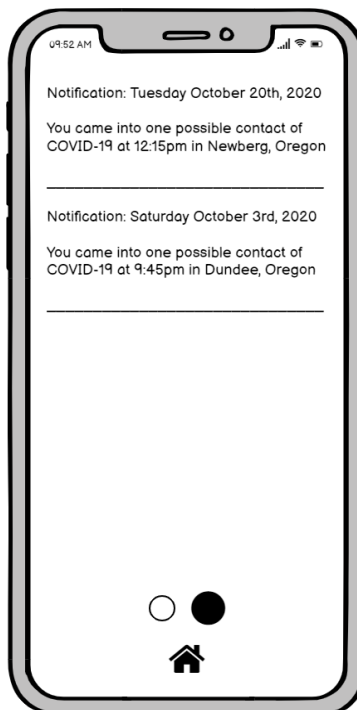 09:52 AM
Notification: Tuesday October 20th, 2020
You came into one possible contact of
COVID-19 at 12:15pm in Newberg, Oregon
Notification: Saturday October 3rd, 2020
You came into one possible contact of
COVID-19 at 9:45pm in Dundee, Oregon